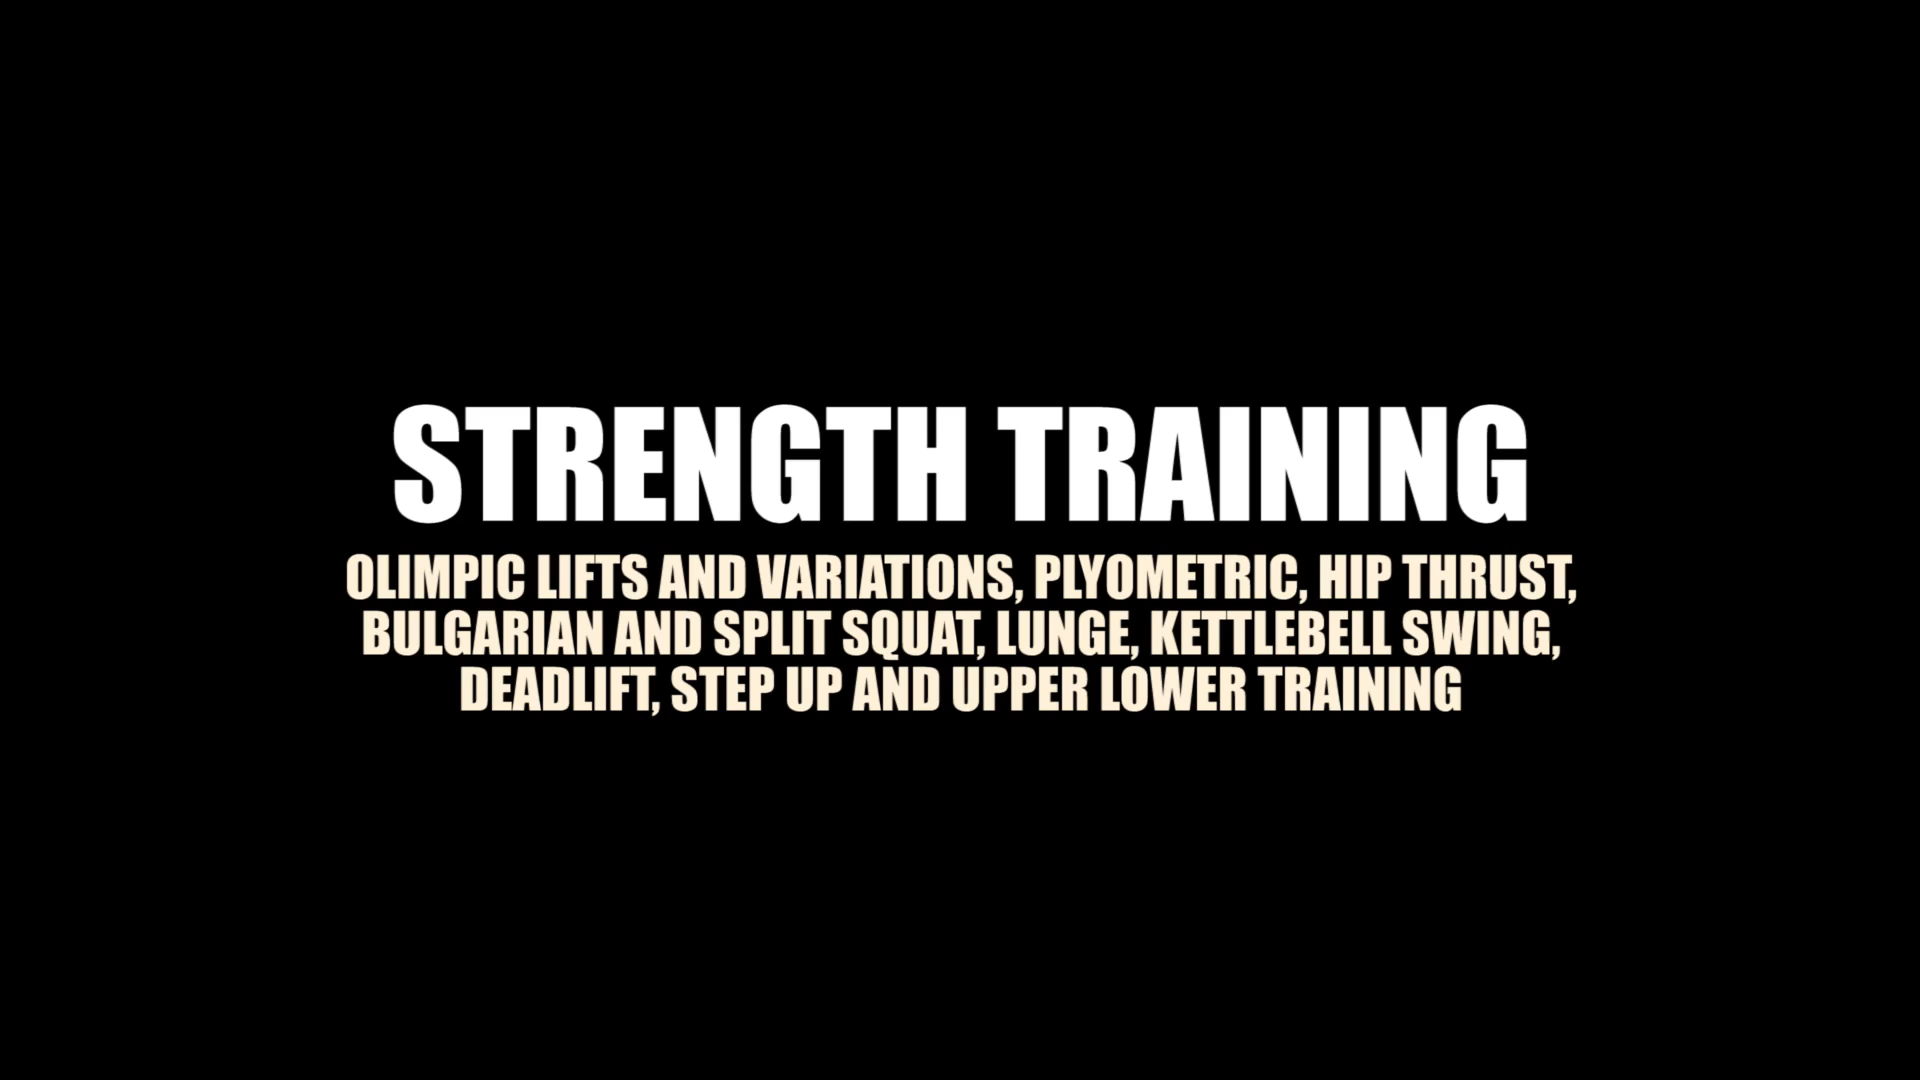 STRENGTH TRAINING
OLIMPIC LIFTS AND VARIATIONS, PLYOMETRIC, HIP THRUST,
BULGARIAN AND SPLIT SQUAT, LUNGE, KETTLEBELL SWING,
DEADLIFT, STEP UP AND UPPER LOWER TRAINING